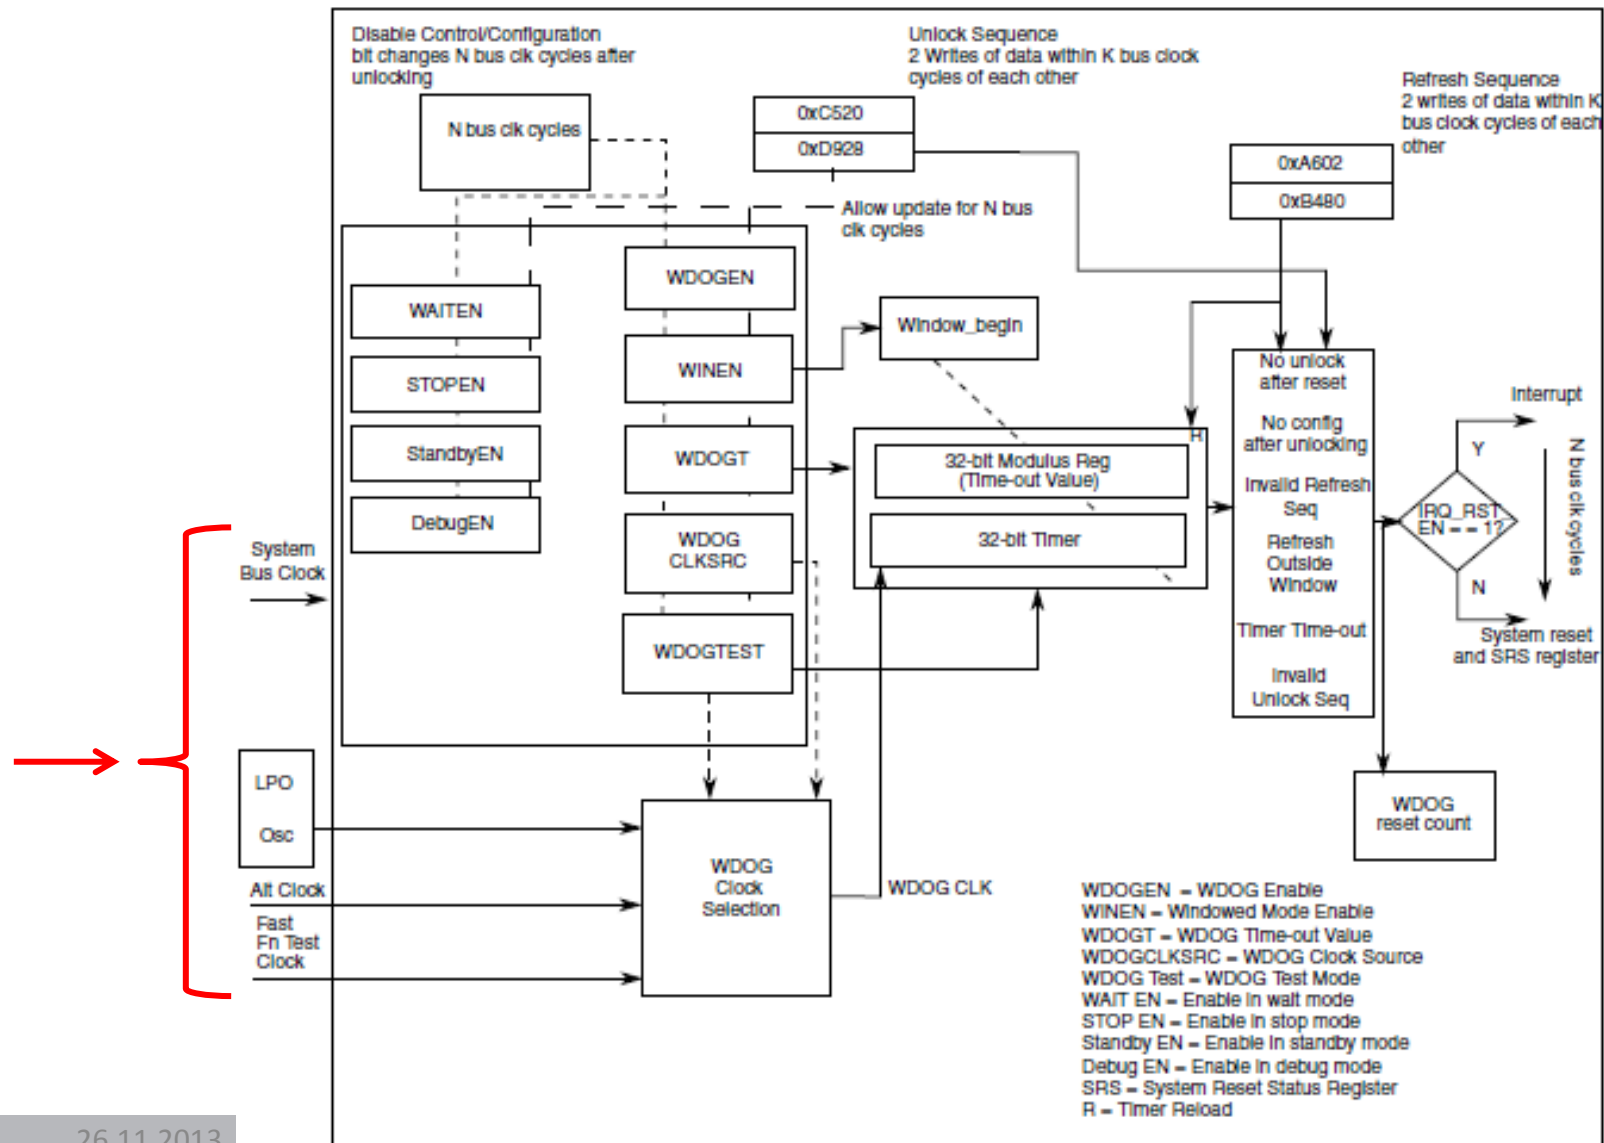 Disable Control/Configuration
bit changes N bus clk cycles after
unlocking
N bus clk cycles
Unlock Sequence
2 Writes of data within K bus clock
cycles of each other
0xC520
0xD928
Allow update for N bus
clk cycles
Refresh Sequence
2 writes of data within K
bus clock cycles of each
other
0xA602
0xB480
WAITEN
STOPEN
StandbyEN
DebugEN
WDOGEN
WINEN
WDOGT
WDOG
CLKSRC
WDOGTEST
Window_begin
R
32-bit Modulus Reg
(Time-out Value)
32-bit Timer
No unlock
after reset
No config
after unlocking
Invalid Refresh
Seq
Refresh
Outside
Window
Timer Time-out
Invalid
Unlock Seq
Interrupt
Y
IRQ_RST_
EN = = 1?
N
N bus clk cycles
System reset
and SRS register
System
Bus Clock
LPO
Osc
Alt Clock
Fast
Fn Test
Clock
WDOG
Clock
Selection
WDOG CLK
WDOG
reset count
WDOGEN = WDOG Enable
WINEN = Windowed Mode Enable
WDOGT = WDOG Time-out Value
WDOGCLKSRC = WDOG Clock Source
WDOG Test = WDOG Test Mode
WAIT EN = Enable in wait mode
STOP EN = Enable in stop mode
Standby EN = Enable in standby mode
Debug EN = Enable in debug mode
SRS = System Reset Status Register
R = Timer Reload
26.11.2013